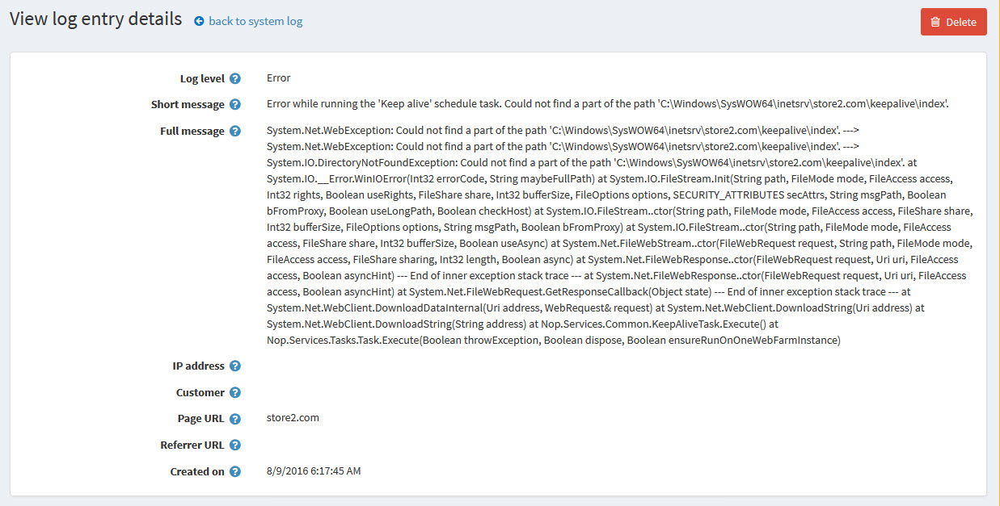 View log entry details back to system log Delete
Log level Error
Short message Error while running the 'Keep alive' schedule task. Could not find a part of the path 'C:\Windows\SysWOW64\inetsrv\store2.com\keepalive\index'.
Full message System.Net.WebException: Could not find a part of the path 'C:\Windows\SysWOW64\inetsrv\store2.com\keepalive\index'. --->
System.Net.WebException: Could not find a part of the path 'C:\Windows\SysWOW64\inetsrv\store2.com\keepalive\index'. --->
System.IO.DirectoryNotFoundException: Could not find a part of the path 'C:\Windows\SysWOW64\inetsrv\store2.com\keepalive\index'. at
System.IO.__Error.WinIOError(Int32 errorCode, String maybeFullPath) at System.IO.FileStream.Init(String path, FileMode mode, FileAccess access,
Int32 rights, Boolean useRights, FileShare share, Int32 bufferSize, FileOptions options, SECURITY_ATTRIBUTES secAttrs, String msgPath, Boolean
bFromProxy, Boolean useLongPath, Boolean checkHost) at System.IO.FileStream..ctor(String path, FileMode mode, FileAccess access, FileShare share,
Int32 bufferSize, FileOptions options, String msgPath, Boolean bFromProxy) at System.IO.FileStream..ctor(String path, FileMode mode, FileAccess
access, FileShare share, Int32 bufferSize, Boolean useAsync) at System.Net.FileWebStream..ctor(FileWebRequest request, String path, FileMode mode,
FileAccess access, FileShare sharing, Int32 length, Boolean async) at System.Net.FileWebResponse..ctor(FileWebRequest request, Uri uri, FileAccess
access, Boolean asyncHint) --- End of inner exception stack trace --- at System.Net.FileWebResponse..ctor(FileWebRequest request, Uri uri, FileAccess
access, Boolean asyncHint) at System.Net.FileWebRequest.GetResponseCallback(Object state) --- End of inner exception stack trace --- at
System.Net.WebClient.DownloadDataInternal(Uri address, WebRequest& request) at System.Net.WebClient.DownloadString(Uri address) at
System.Net.WebClient.DownloadString(String address) at Nop.Services.Common.KeepAliveTask.Execute() at
Nop.Services.Tasks.Task.Execute(Boolean throwException, Boolean dispose, Boolean ensureRunOnOneWebFarmInstance)
IP address
Customer
Page URL store2.com
Referrer URL
Created on 8/9/2016 6:17:45 AM